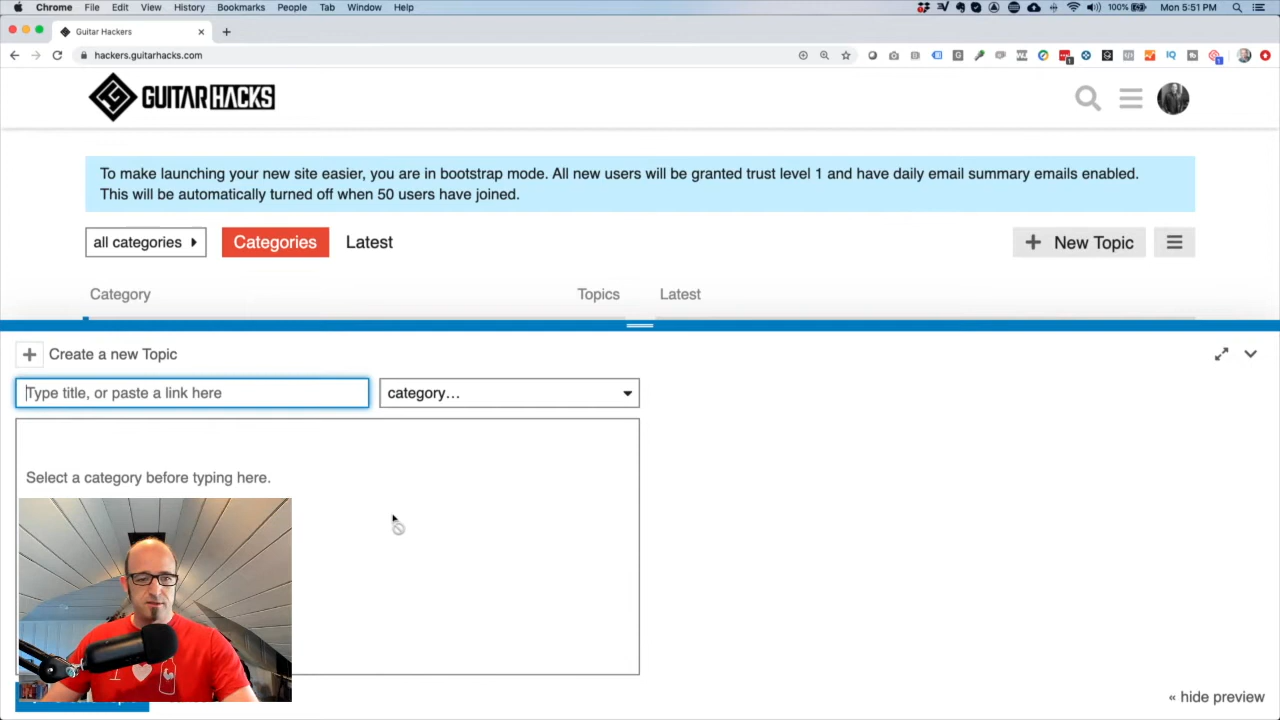 Chrome File Edit View History Bookmarks People Tab Window Help 100% Mon 5:51 PM
Guitar Hackers
hackers.guitarhacks.com
GUITARHACKS
To make launching your new site easier, you are in bootstrap mode. All new users will be granted trust level 1 and have daily email summary emails enabled.
This will be automatically turned off when 50 users have joined.
all categories Categories Latest New Topic
Category Topics Latest
Create a new Topic
Type title, or paste a link here category…
Select a category before typing here.
I
« hide preview